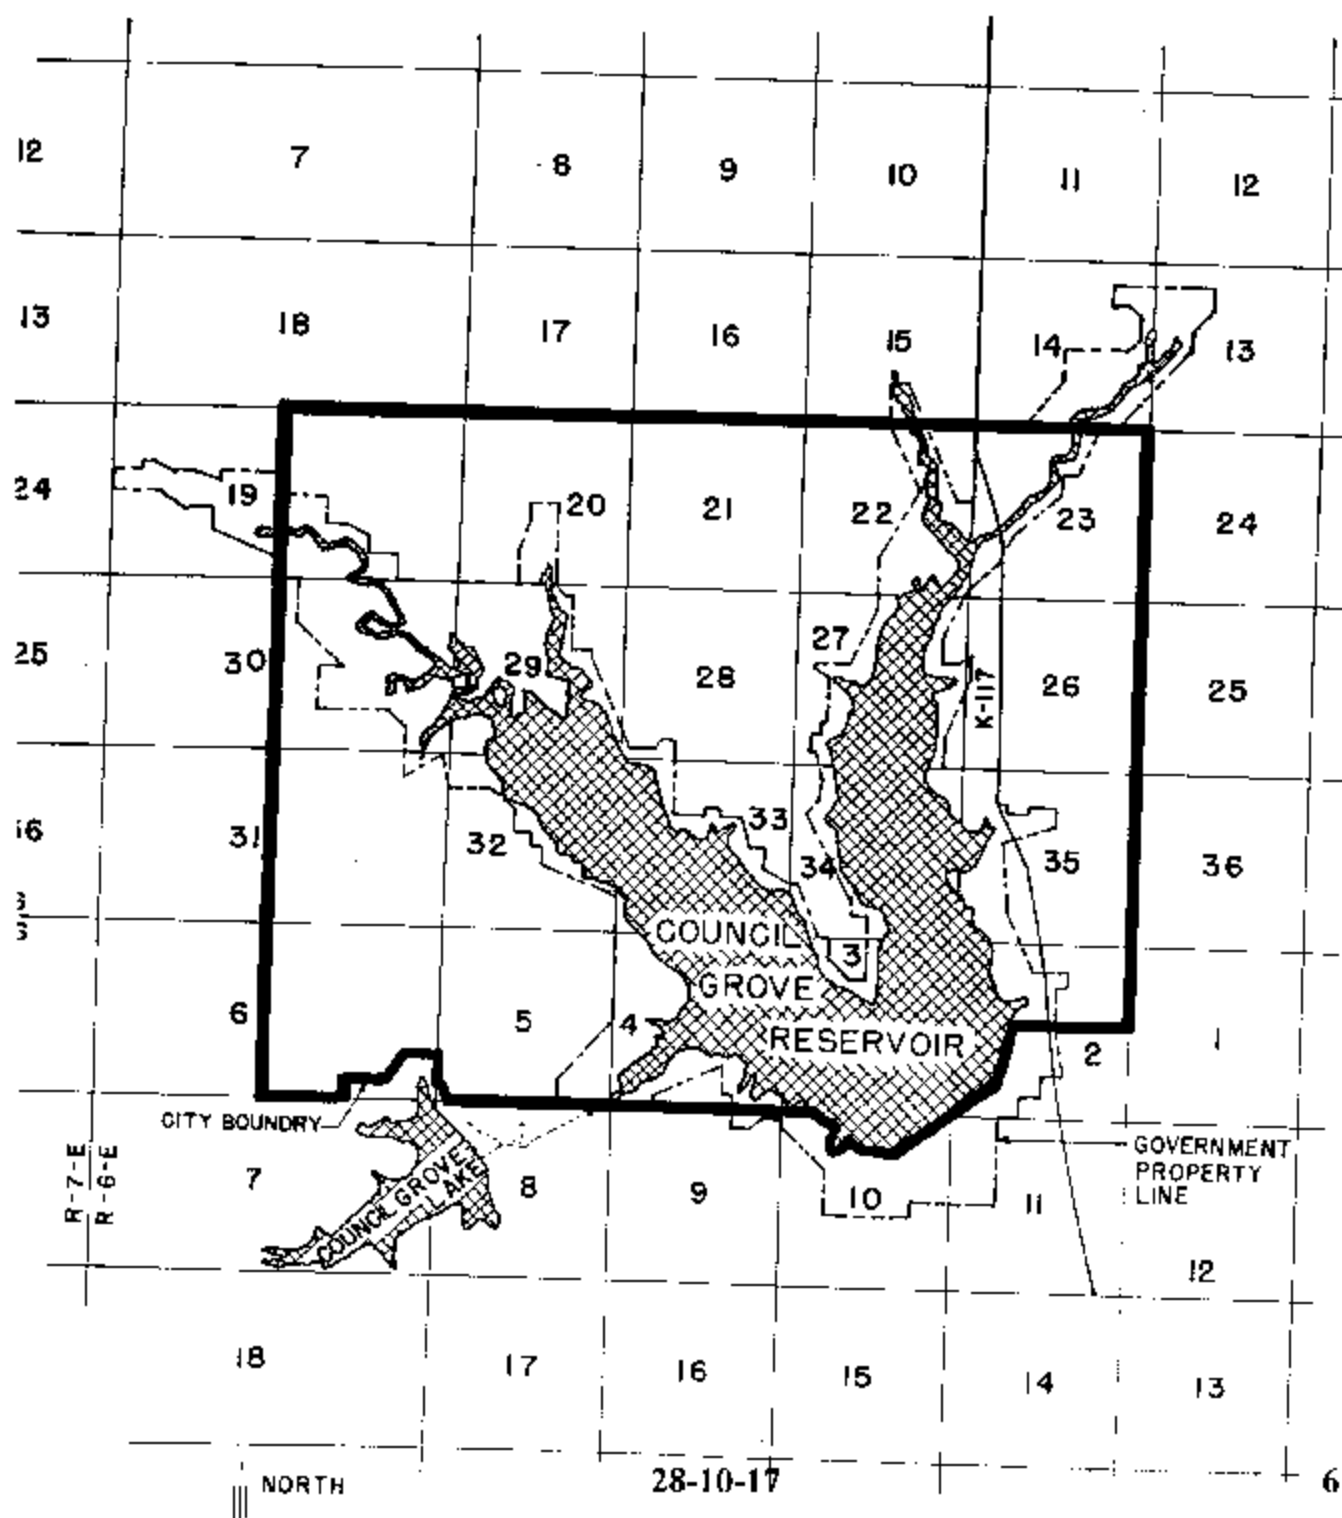 12 7 8 9 10 11 12
13 18 17 16 15 14 13
24 19 20 21 22 23 24
25 30 29 28 27 26 25
K-117
31 32 33 34 35 36
COUNCIL
GROVE
RESERVOIR
3
6 5 4 2 1
CITY BOUNDRY
GOVERNMENT
PROPERTY
LINE
R-7-E
R-6-E
7 8 9 10 11 12
COUNCIL GROVE
LAKE
18 17 16 15 14 13
NORTH
28-10-17
6